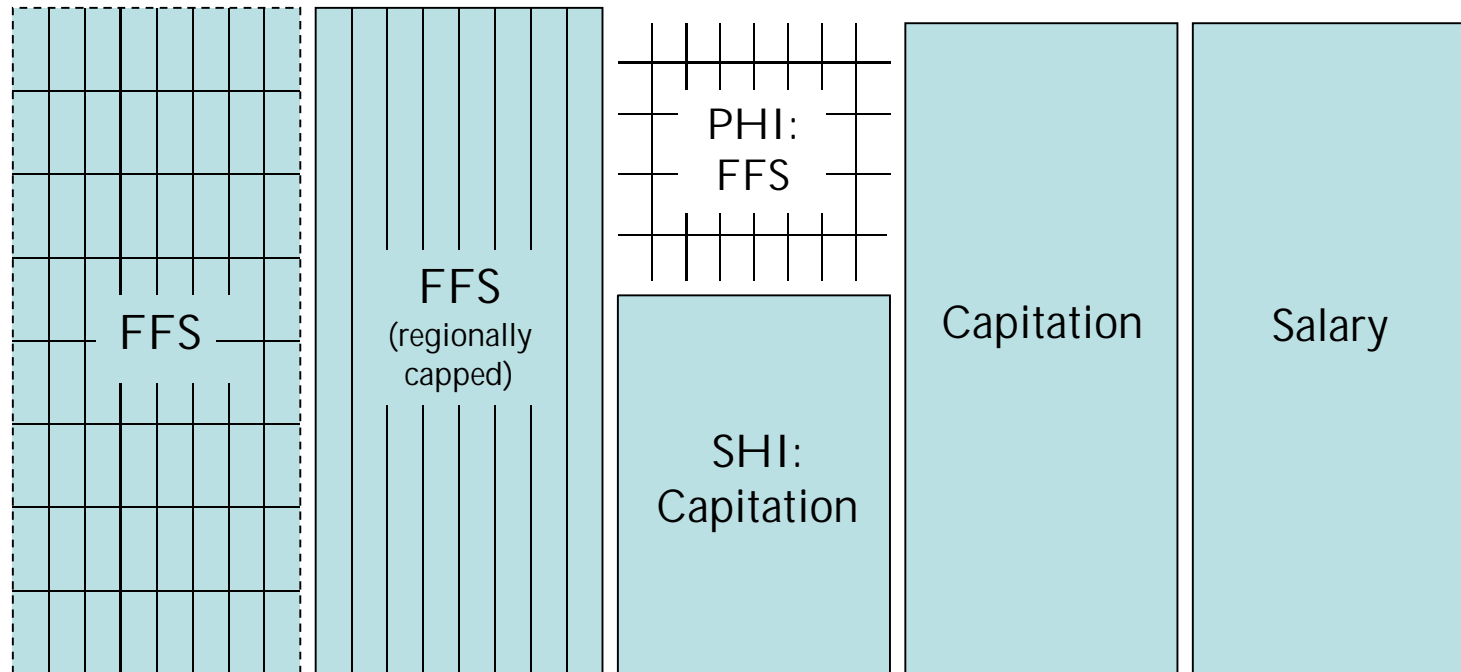 FFS
FFS
(regionally
capped)
PHI:
FFS
SHI:
Capitation
Capitation
Salary